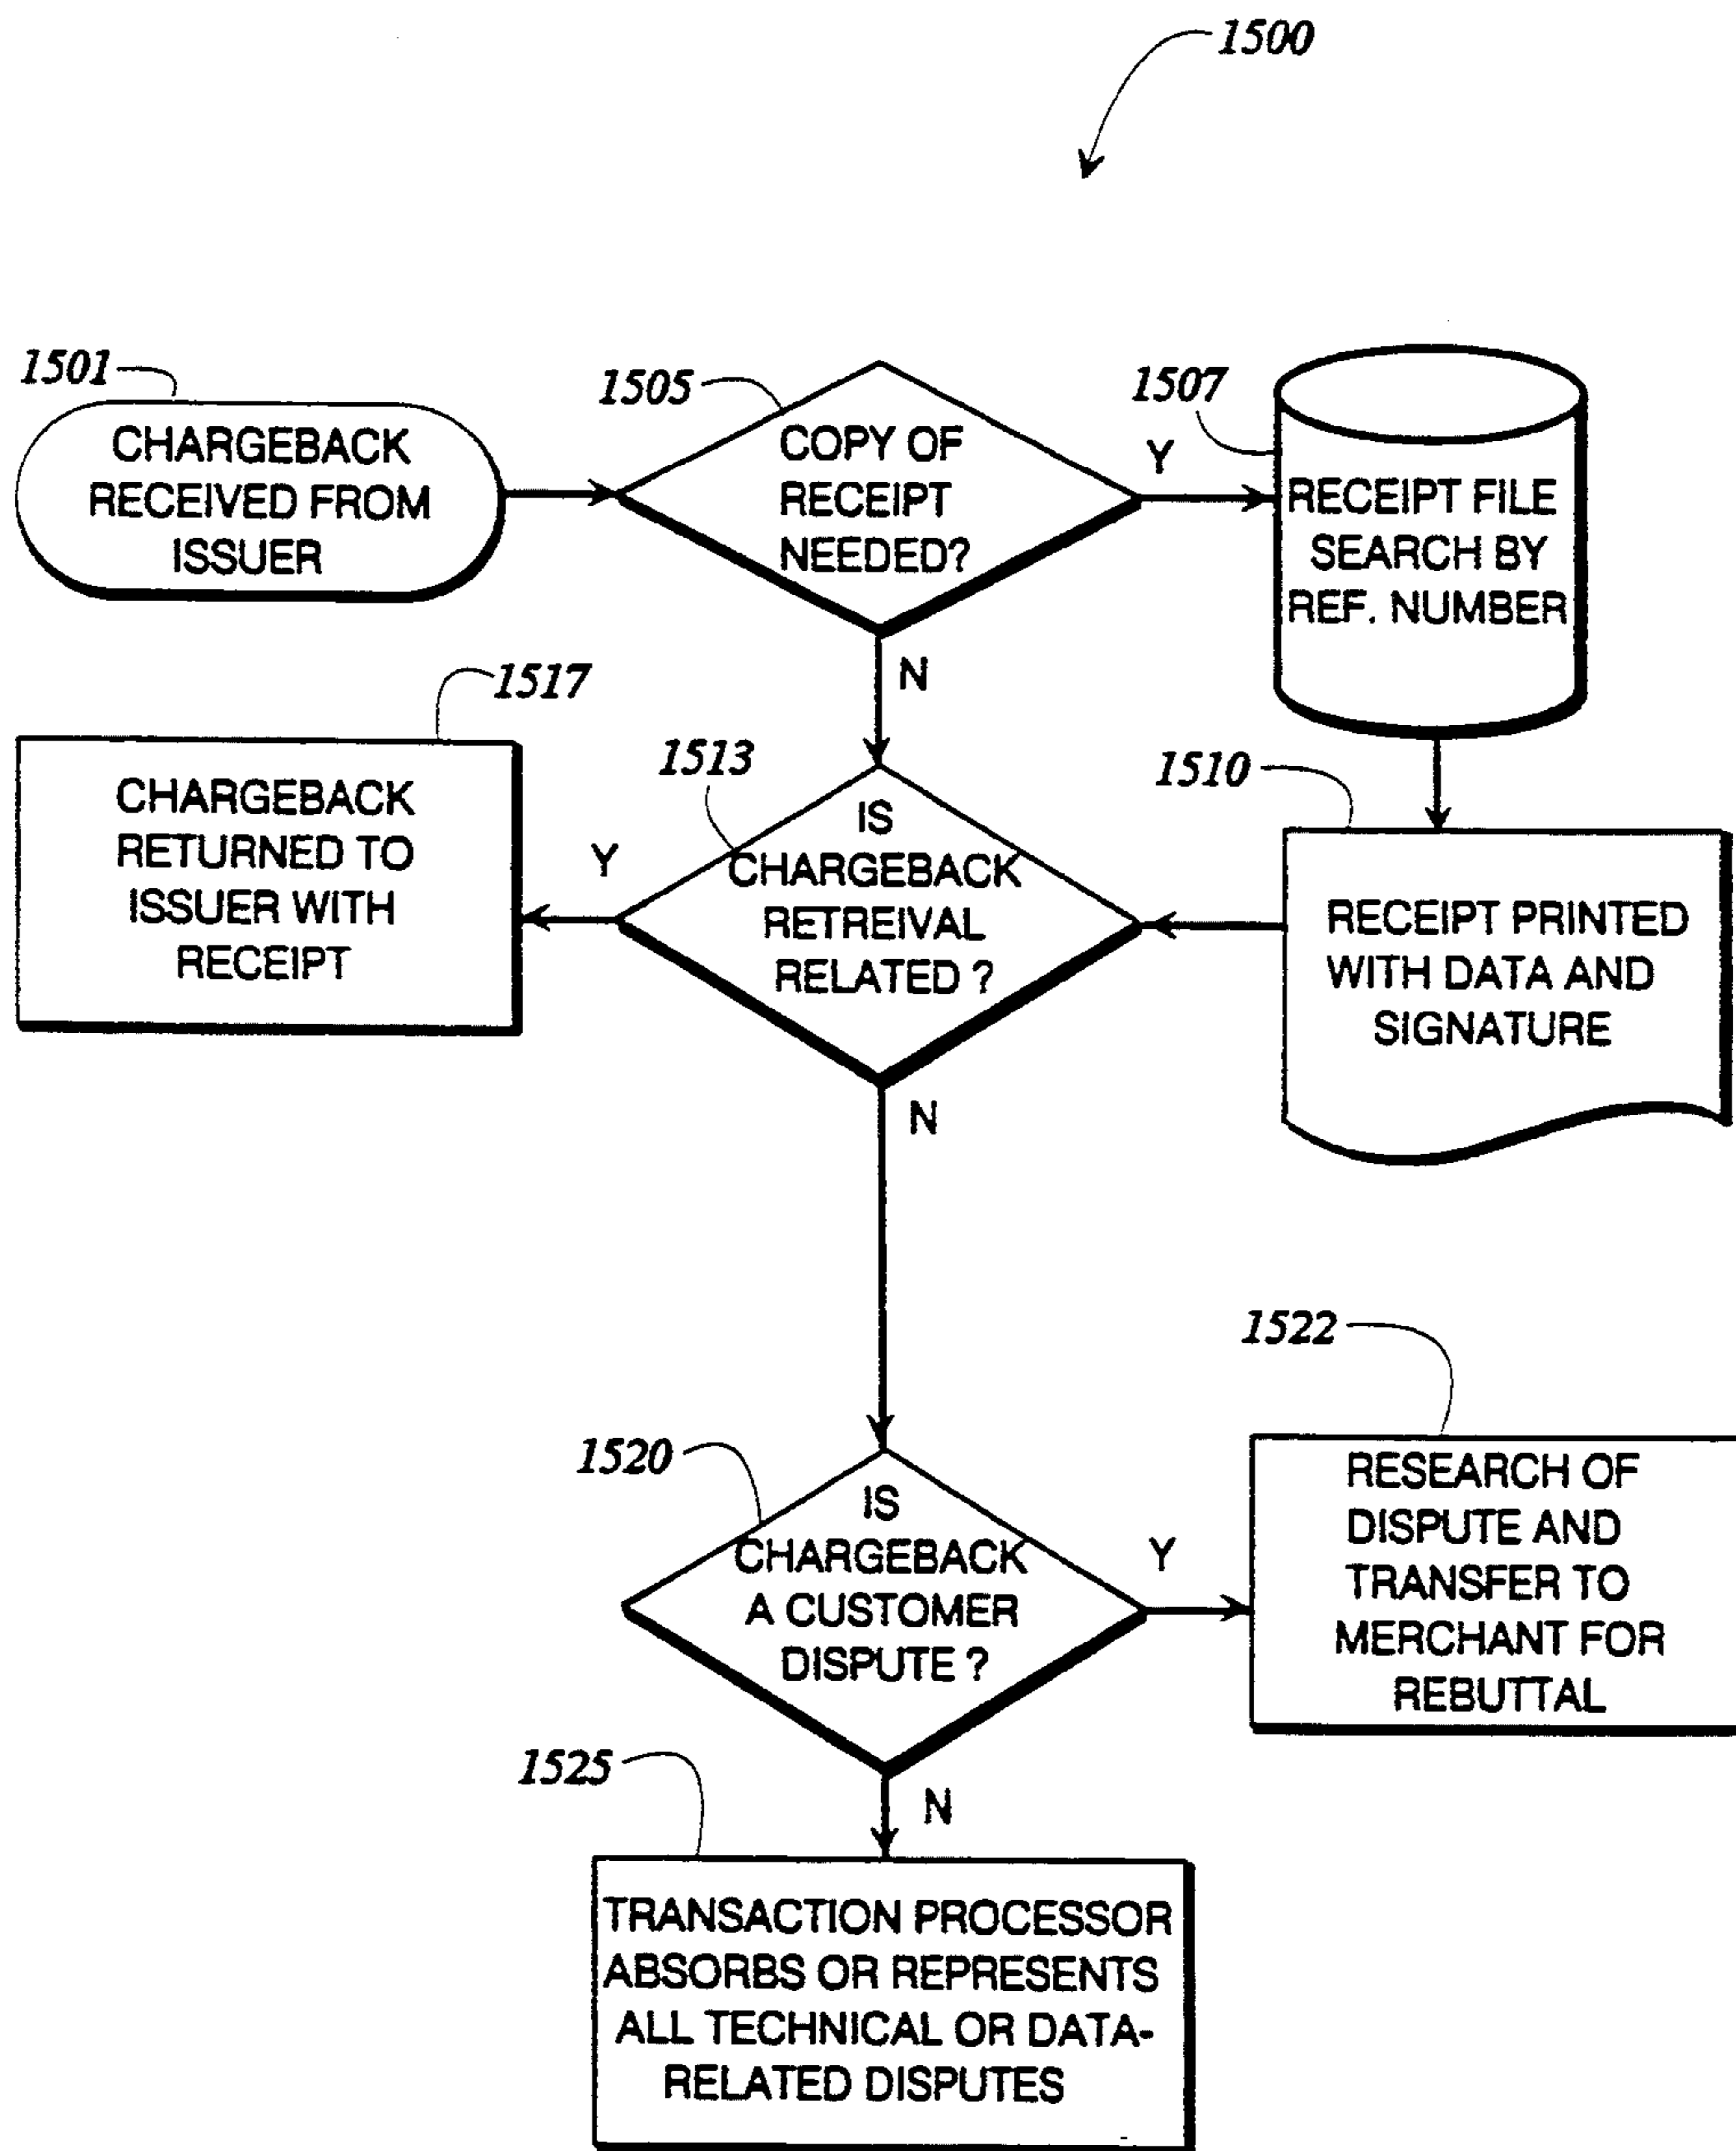 1500
1501
CHARGEBACK
RECEIVED FROM
ISSUER
1505
COPY OF
RECEIPT
NEEDED?
Y
N
1507
RECEIPT FILE
SEARCH BY
REF. NUMBER
1510
RECEIPT PRINTED
WITH DATA AND
SIGNATURE
1513
IS
CHARGEBACK
RETREIVAL
RELATED ?
Y
N
1517
CHARGEBACK
RETURNED TO
ISSUER WITH
RECEIPT
1520
IS
CHARGEBACK
A CUSTOMER
DISPUTE ?
Y
N
1522
RESEARCH OF
DISPUTE AND
TRANSFER TO
MERCHANT FOR
REBUTTAL
1525
TRANSACTION PROCESSOR
ABSORBS OR REPRESENTS
ALL TECHNICAL OR DATA-
RELATED DISPUTES